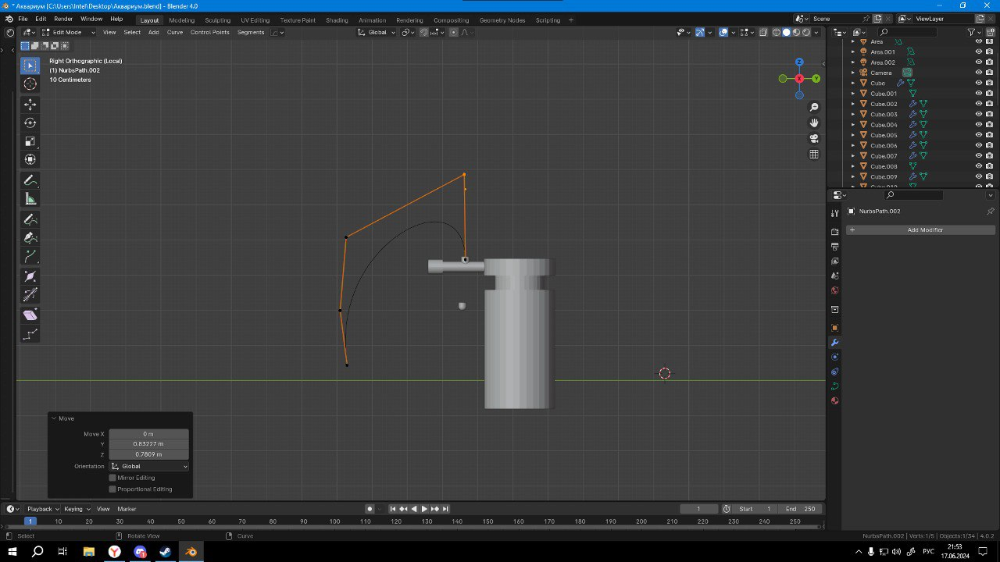 * Аквариум [C:\Users\Intel\Desktop\Аквариум.blend] - Blender 4.0
File Edit Render Window Help Layout Modeling Sculpting UV Editing Texture Paint Shading Animation Rendering Compositing Geometry Nodes Scripting + Scene ViewLayer
Edit Mode View Select Add Curve Control Points Segments Global
Right Orthographic (Local)
(1) NurbsPath.002
10 Centimeters
Z
X
Y
Area
Area.001
Area.002
Camera
Cube
Cube.001
Cube.002
Cube.003
Cube.004
Cube.005
Cube.006
Cube.007
Cube.008
Cube.009
NurbsPath.002
+ Add Modifier
Move
Move X 0 m
Y 0.83227 m
Z 0.7809 m
Orientation Global
Mirror Editing
Proportional Editing
Playback Keying View Marker 1 Start 1 End 250
1 10 20 30 40 50 60 70 80 90 100 110 120 130 140 150 160 170 180 190 200 210 220 230 240 250
Select Rotate View Curve NurbsPath.002 | Verts:1/5 | Objects:1/34 | 4.0.2
РУС
21:53
17.06.2024